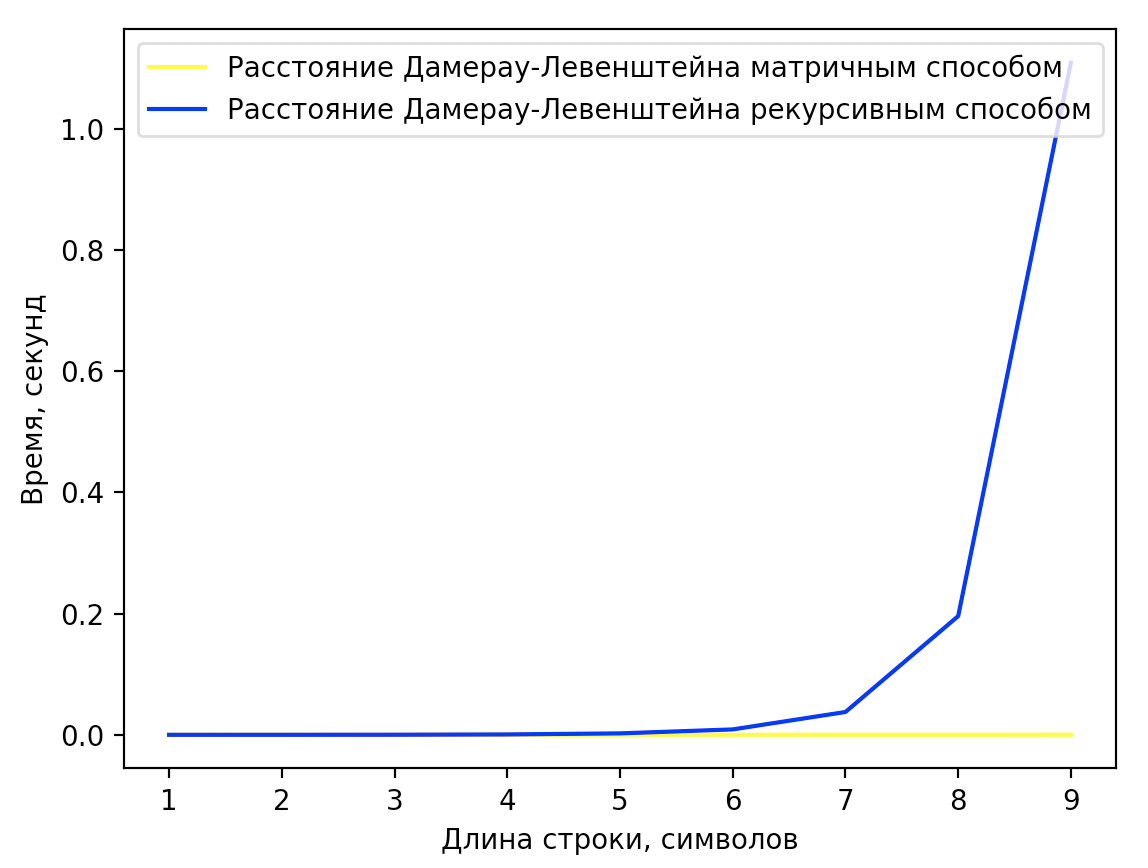 Расстояние Дамерау-Левенштейна матричным способом
Расстояние Дамерау-Левенштейна рекурсивным способом
1.0
0.8
0.6
0.4
0.2
0.0
Время, секунд
1 2 3 4 5 6 7 8 9
Длина строки, символов